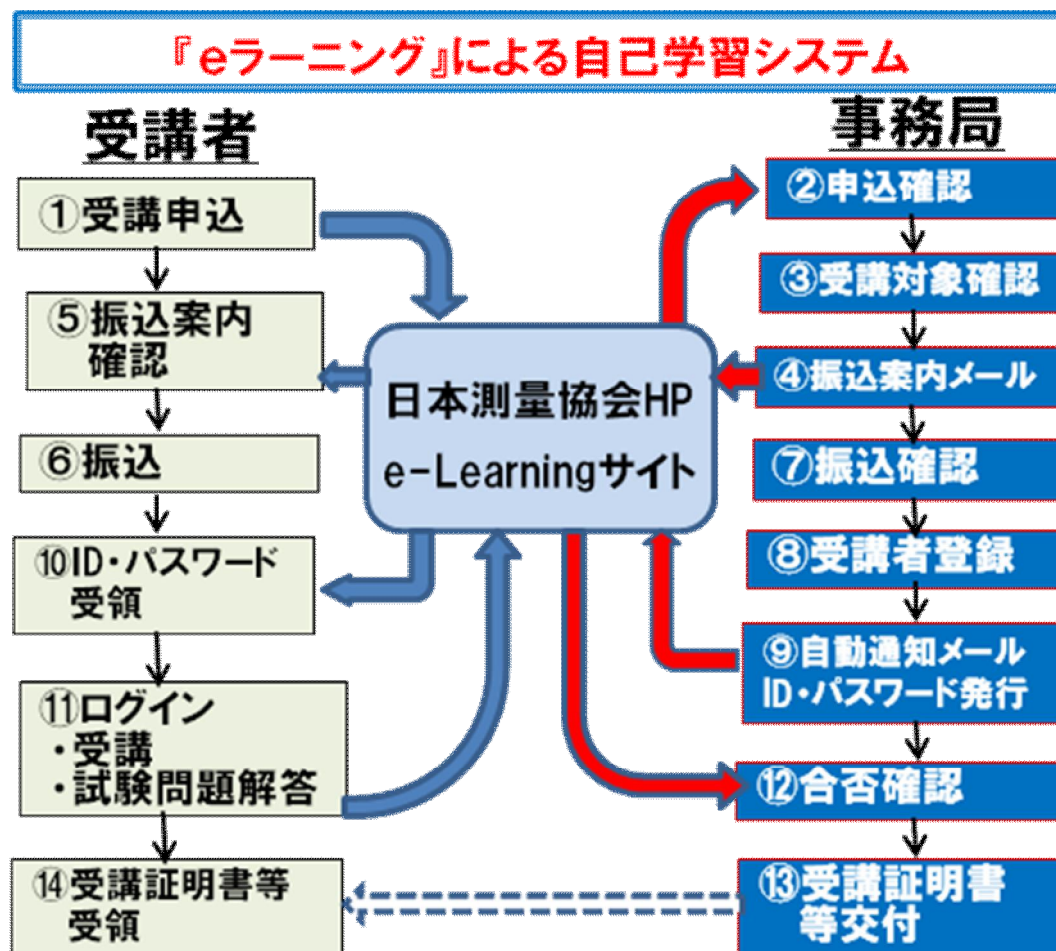 『eラーニング』による自己学習システム
受講者
①受講申込
⑤振込案内
確認
⑥振込
⑩ID・パスワード
受領
⑪ログイン
・受講
・試験問題解答
⑭受講証明書等
受領
日本測量協会HP
e-Learningサイト
事務局
②申込確認
③受講対象確認
④振込案内メール
⑦振込確認
⑧受講者登録
⑨自動通知メール
ID・パスワード発行
⑫合否確認
⑬受講証明書
等交付